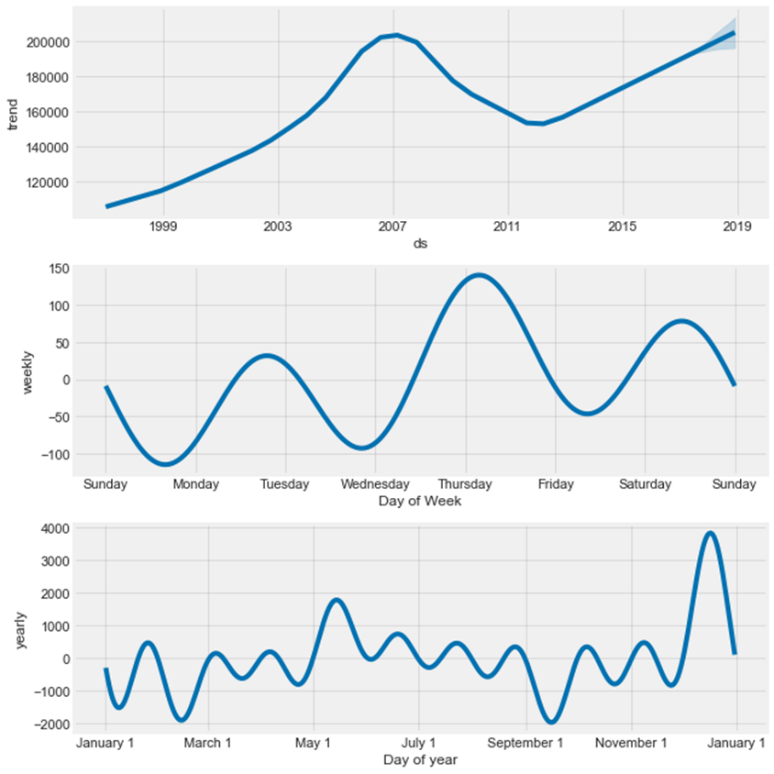 200000
180000
160000
140000
120000
trend
1999 2003 2007 2011 2015 2019
ds
150
100
50
0
−50
−100
weekly
Sunday Monday Tuesday Wednesday Thursday Friday Saturday Sunday
Day of Week
4000
3000
2000
1000
0
−1000
−2000
yearly
January 1 March 1 May 1 July 1 September 1 November 1 January 1
Day of year